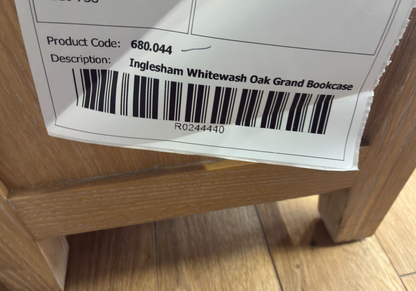 Product Code: 680.044
Description: Inglesham Whitewash Oak Grand Bookcase
R0244440